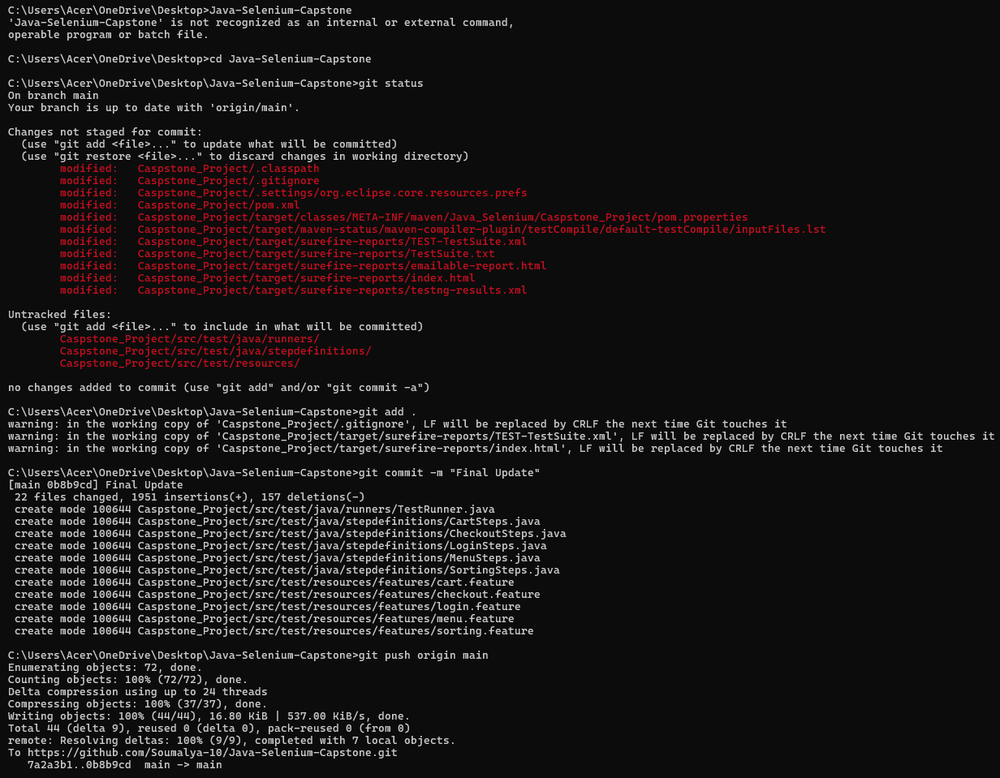 C:\Users\Acer\OneDrive\Desktop>Java-Selenium-Capstone
'Java-Selenium-Capstone' is not recognized as an internal or external command,
operable program or batch file.
C:\Users\Acer\OneDrive\Desktop>cd Java-Selenium-Capstone
C:\Users\Acer\OneDrive\Desktop\Java-Selenium-Capstone>git status
On branch main
Your branch is up to date with 'origin/main'.
Changes not staged for commit:
  (use "git add <file>..." to update what will be committed)
  (use "git restore <file>..." to discard changes in working directory)
        modified:   Caspstone_Project/.classpath
        modified:   Caspstone_Project/.gitignore
        modified:   Caspstone_Project/.settings/org.eclipse.core.resources.prefs
        modified:   Caspstone_Project/pom.xml
        modified:   Caspstone_Project/target/classes/META-INF/maven/Java_Selenium/Caspstone_Project/pom.properties
        modified:   Caspstone_Project/target/maven-status/maven-compiler-plugin/testCompile/default-testCompile/inputFiles.lst
        modified:   Caspstone_Project/target/surefire-reports/TEST-TestSuite.xml
        modified:   Caspstone_Project/target/surefire-reports/TestSuite.txt
        modified:   Caspstone_Project/target/surefire-reports/emailable-report.html
        modified:   Caspstone_Project/target/surefire-reports/index.html
        modified:   Caspstone_Project/target/surefire-reports/testng-results.xml
Untracked files:
  (use "git add <file>..." to include in what will be committed)
        Caspstone_Project/src/test/java/runners/
        Caspstone_Project/src/test/java/stepdefinitions/
        Caspstone_Project/src/test/resources/
no changes added to commit (use "git add" and/or "git commit -a")
C:\Users\Acer\OneDrive\Desktop\Java-Selenium-Capstone>git add .
warning: in the working copy of 'Caspstone_Project/.gitignore', LF will be replaced by CRLF the next time Git touches it
warning: in the working copy of 'Caspstone_Project/target/surefire-reports/TEST-TestSuite.xml', LF will be replaced by CRLF the next time Git touches it
warning: in the working copy of 'Caspstone_Project/target/surefire-reports/index.html', LF will be replaced by CRLF the next time Git touches it
C:\Users\Acer\OneDrive\Desktop\Java-Selenium-Capstone>git commit -m "Final Update"
[main 0b8b9cd] Final Update
 22 files changed, 1951 insertions(+), 157 deletions(-)
 create mode 100644 Caspstone_Project/src/test/java/runners/TestRunner.java
 create mode 100644 Caspstone_Project/src/test/java/stepdefinitions/CartSteps.java
 create mode 100644 Caspstone_Project/src/test/java/stepdefinitions/CheckoutSteps.java
 create mode 100644 Caspstone_Project/src/test/java/stepdefinitions/LoginSteps.java
 create mode 100644 Caspstone_Project/src/test/java/stepdefinitions/MenuSteps.java
 create mode 100644 Caspstone_Project/src/test/java/stepdefinitions/SortingSteps.java
 create mode 100644 Caspstone_Project/src/test/resources/features/cart.feature
 create mode 100644 Caspstone_Project/src/test/resources/features/checkout.feature
 create mode 100644 Caspstone_Project/src/test/resources/features/login.feature
 create mode 100644 Caspstone_Project/src/test/resources/features/menu.feature
 create mode 100644 Caspstone_Project/src/test/resources/features/sorting.feature
C:\Users\Acer\OneDrive\Desktop\Java-Selenium-Capstone>git push origin main
Enumerating objects: 72, done.
Counting objects: 100% (72/72), done.
Delta compression using up to 24 threads
Compressing objects: 100% (37/37), done.
Writing objects: 100% (44/44), 16.80 KiB | 537.00 KiB/s, done.
Total 44 (delta 9), reused 0 (delta 0), pack-reused 0 (from 0)
remote: Resolving deltas: 100% (9/9), completed with 7 local objects.
To https://github.com/Soumalya-10/Java-Selenium-Capstone.git
   7a2a3b1..0b8b9cd  main -> main